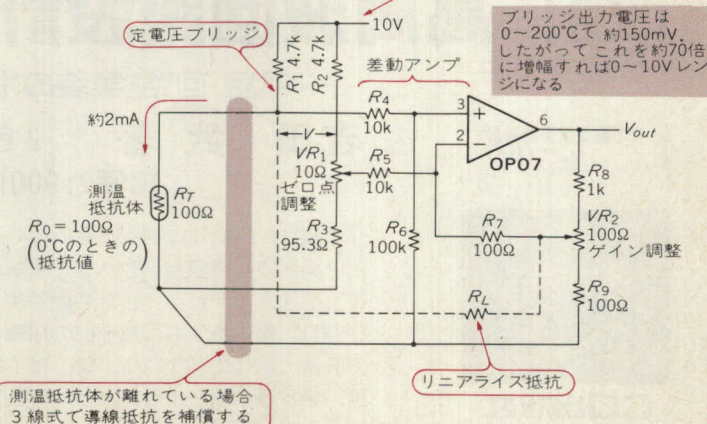 ブリッジ出力電圧は
0～200℃で約150mV,
したがってこれを約70倍
に増幅すれば0～10Vレン
ジになる
10V
定電圧ブリッジ
R1 4.7k
R2 4.7k
差動アンプ
約2mA
R4
10k
3
+
2
−
6
OP07
Vout
V
VR1
10Ω
ゼロ点
調整
R5
10k
R8
1k
測温
抵抗体
RT
100Ω
R0＝100Ω
(0℃のときの
抵抗値)
R3
95.3Ω
R6
100k
R7
100Ω
VR2
100Ω
ゲイン調整
RL
R9
100Ω
リニアライズ抵抗
測温抵抗体が離れている場合
3線式で導線抵抗を補償する